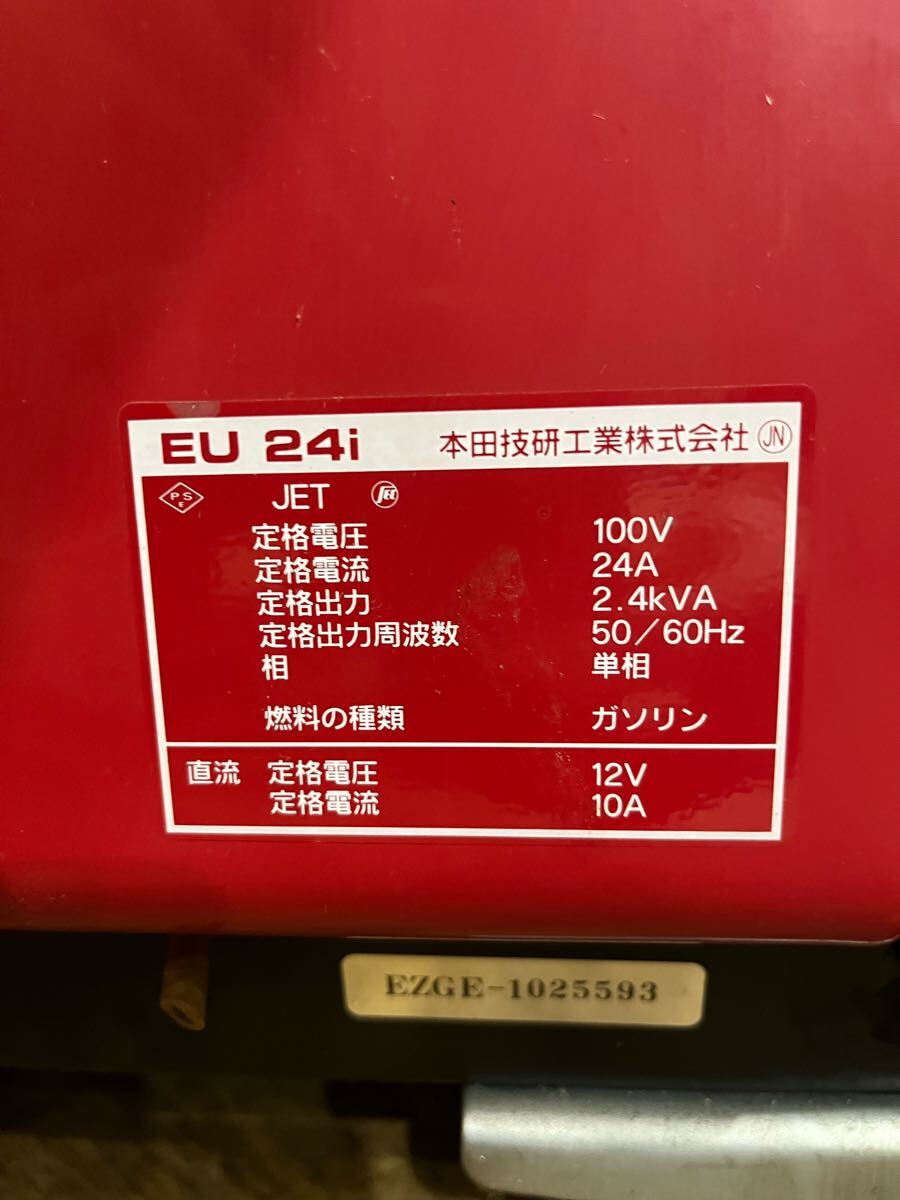 EU 24i 本田技研工業株式会社 JN
PSE JET JET
定格電圧 100V
定格電流 24A
定格出力 2.4kVA
定格出力周波数 50/60Hz
相 単相
燃料の種類 ガソリン
直流 定格電圧 12V
定格電流 10A
EZGE-1025593